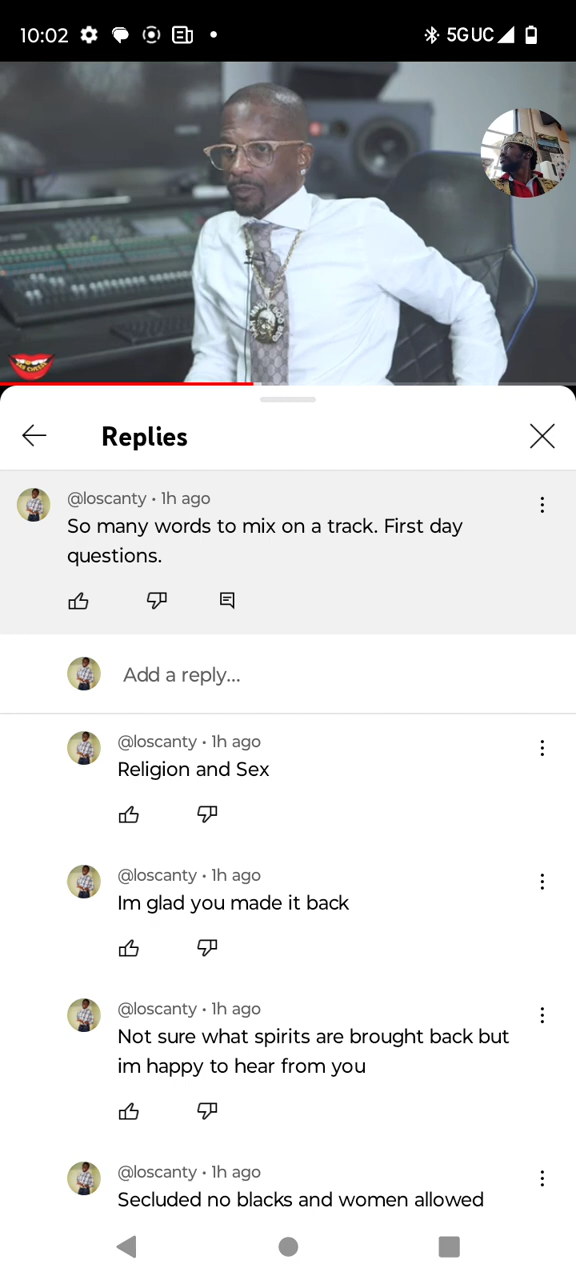 10:02
5G UC
Replies
@loscanty • 1h ago
So many words to mix on a track. First day
questions.
Add a reply...
@loscanty • 1h ago
Religion and Sex
@loscanty • 1h ago
Im glad you made it back
@loscanty • 1h ago
Not sure what spirits are brought back but
im happy to hear from you
@loscanty • 1h ago
Secluded no blacks and women allowed